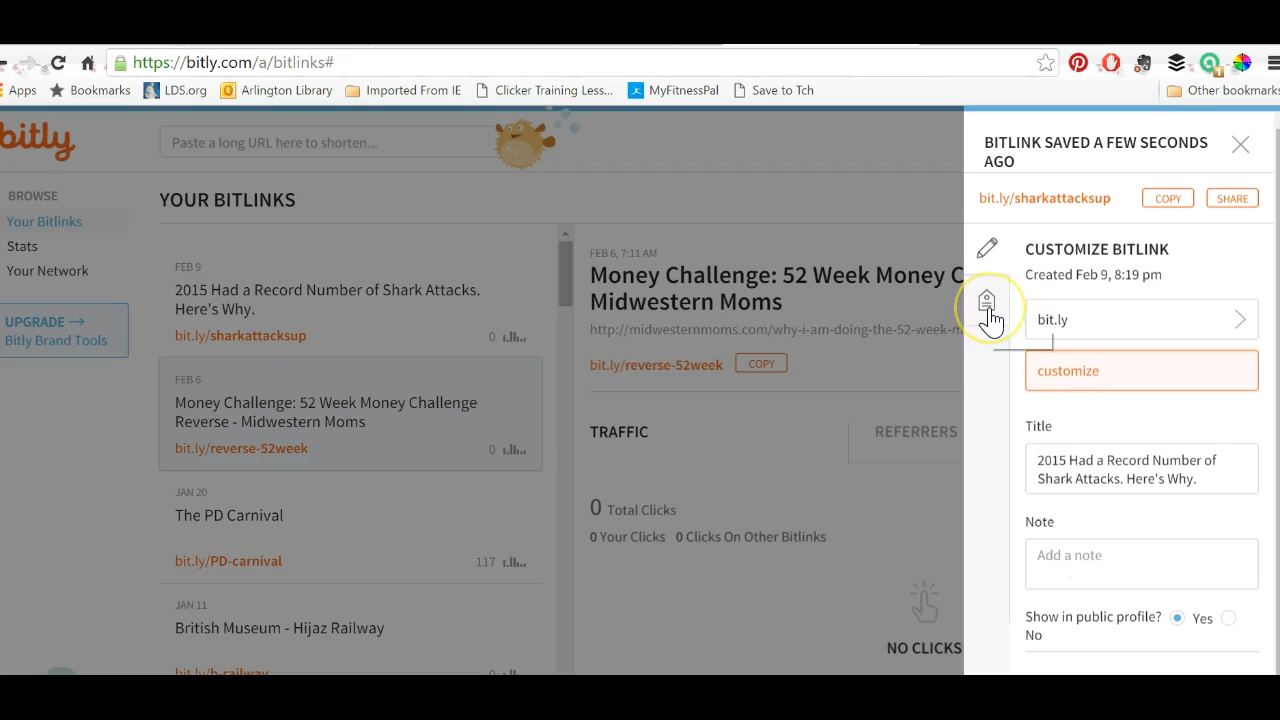 https://bitly.com/a/bitlinks#
Apps Bookmarks LDS.org Arlington Library Imported From IE Clicker Training Less... MyFitnessPal Save to Tch Other bookmarks
bitly
Paste a long URL here to shorten...
BROWSE
Your Bitlinks
Stats
Your Network
UPGRADE →
Bitly Brand Tools
YOUR BITLINKS
FEB 9
2015 Had a Record Number of Shark Attacks.
Here's Why.
bit.ly/sharkattacksup 0
FEB 6
Money Challenge: 52 Week Money Challenge
Reverse - Midwestern Moms
bit.ly/reverse-52week 0
JAN 20
The PD Carnival
bit.ly/PD-carnival 117
JAN 11
British Museum - Hijaz Railway
bit.ly/b-railway 0
FEB 6, 7:11 AM
Money Challenge: 52 Week Money C
Midwestern Moms
http://midwesternmoms.com/why-i-am-doing-the-52-week-m
bit.ly/reverse-52week COPY
TRAFFIC
REFERRERS
0 Total Clicks
0 Your Clicks 0 Clicks On Other Bitlinks
NO CLICKS
BITLINK SAVED A FEW SECONDS
AGO
bit.ly/sharkattacksup COPY SHARE
CUSTOMIZE BITLINK
Created Feb 9, 8:19 pm
bit.ly
customize
Title
2015 Had a Record Number of
Shark Attacks. Here's Why.
Note
Add a note
Show in public profile? Yes
No